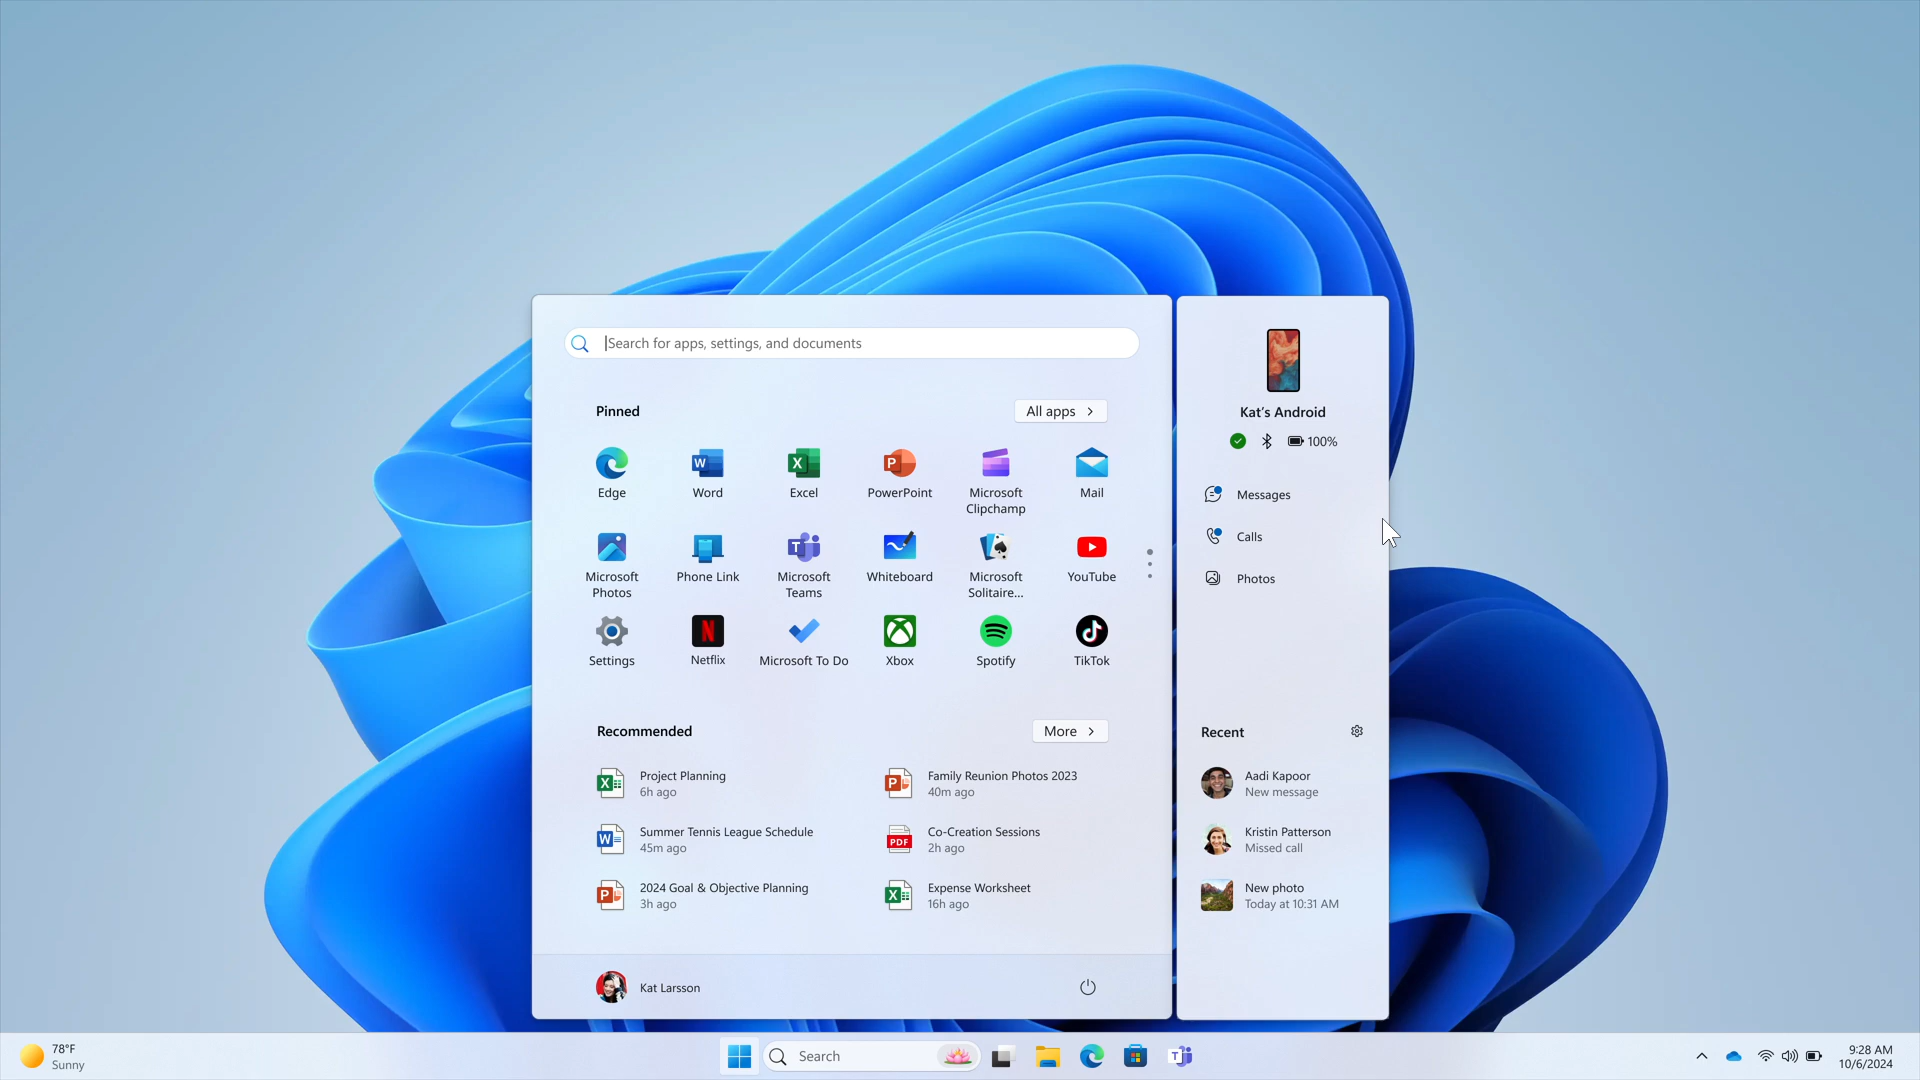 Search for apps, settings, and documents
Pinned
All apps
Edge
Word
Excel
PowerPoint
Microsoft
Clipchamp
Mail
Microsoft
Photos
Phone Link
Microsoft
Teams
Whiteboard
Microsoft
Solitaire...
YouTube
Settings
Netflix
Microsoft To Do
Xbox
Spotify
TikTok
Recommended
More
Project Planning
6h ago
Family Reunion Photos 2023
40m ago
Summer Tennis League Schedule
45m ago
PDF
Co-Creation Sessions
2h ago
2024 Goal & Objective Planning
3h ago
Expense Worksheet
16h ago
Kat Larsson
Kat's Android
100%
Messages
Calls
Photos
Recent
Aadi Kapoor
New message
Kristin Patterson
Missed call
New photo
Today at 10:31 AM
78°F
Sunny
Search
9:28 AM
10/6/2024